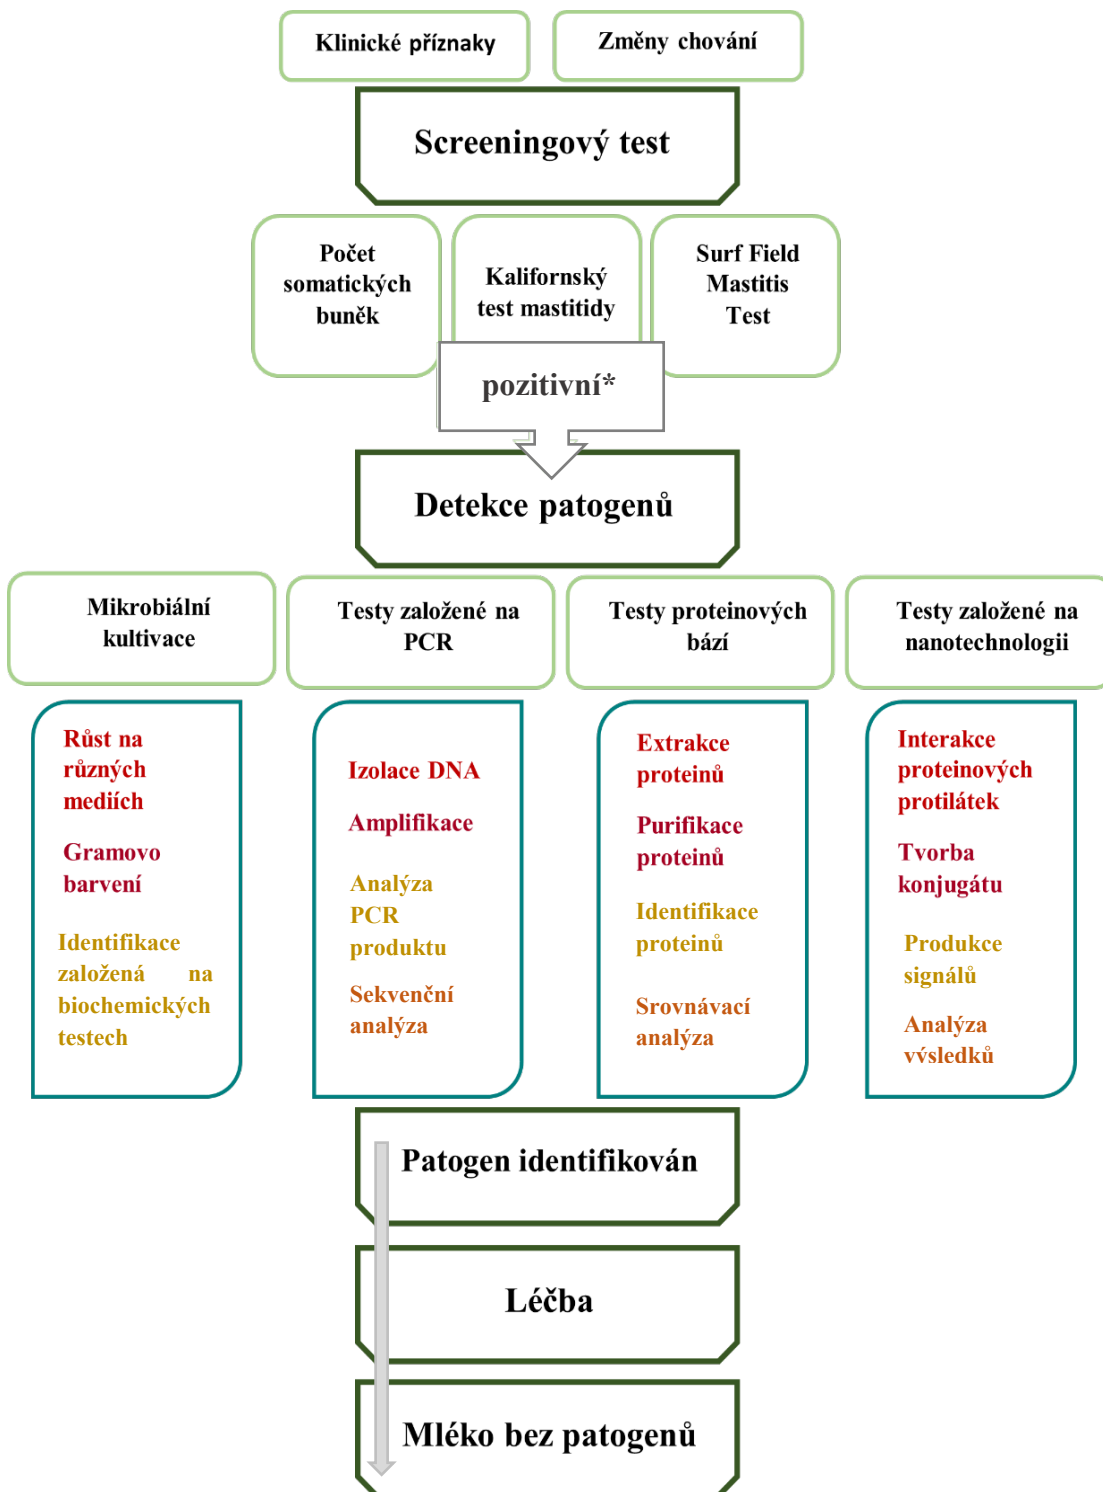 Klinické příznaky
Změny chování
Screeningový test
Počet
somatických
buněk
Kalifornský
test mastitidy
Surf Field
Mastitis
Test
pozitivní*
Detekce patogenů
Mikrobiální
kultivace
Testy založené na
PCR
Testy proteinových
bází
Testy založené na
nanotechnologii
Růst na
různých
mediích
Gramovo
barvení
Identifikace
založená na
biochemických
testech
Izolace DNA
Amplifikace
Analýza
PCR
produktu
Sekvenční
analýza
Extrakce
proteinů
Purifikace
proteinů
Identifikace
proteinů
Srovnávací
analýza
Interakce
proteinových
protilátek
Tvorba
konjugátu
Produkce
signálů
Analýza
výsledků
Patogen identifikován
Léčba
Mléko bez patogenů